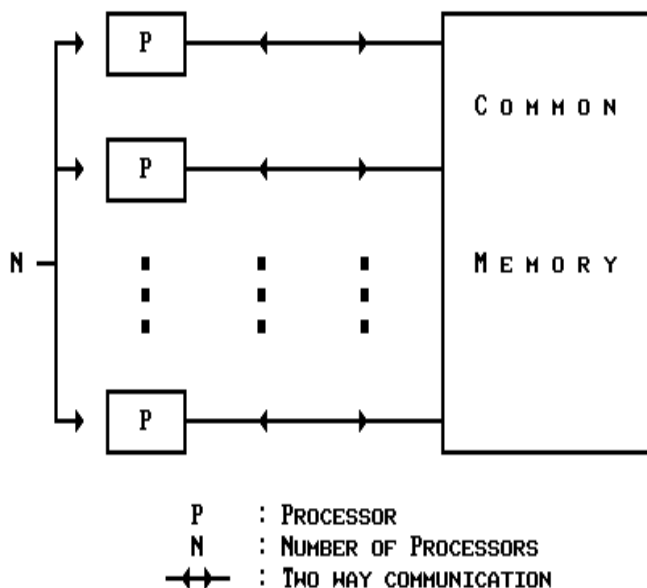 P
COMMON
P
N
MEMORY
P
P : PROCESSOR
N : NUMBER OF PROCESSORS
: TWO WAY COMMUNICATION